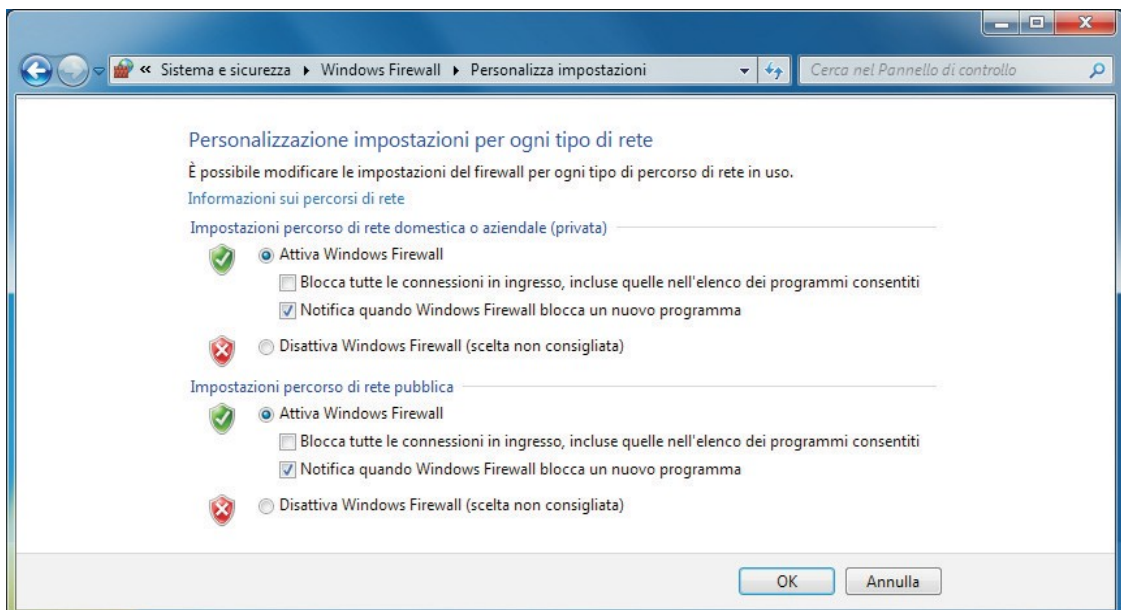 « Sistema e sicurezza ▸ Windows Firewall ▸ Personalizza impostazioni
Cerca nel Pannello di controllo
Personalizzazione impostazioni per ogni tipo di rete
È possibile modificare le impostazioni del firewall per ogni tipo di percorso di rete in uso.
Informazioni sui percorsi di rete
Impostazioni percorso di rete domestica o aziendale (privata)
Attiva Windows Firewall
Blocca tutte le connessioni in ingresso, incluse quelle nell'elenco dei programmi consentiti
Notifica quando Windows Firewall blocca un nuovo programma
Disattiva Windows Firewall (scelta non consigliata)
Impostazioni percorso di rete pubblica
Attiva Windows Firewall
Blocca tutte le connessioni in ingresso, incluse quelle nell'elenco dei programmi consentiti
Notifica quando Windows Firewall blocca un nuovo programma
Disattiva Windows Firewall (scelta non consigliata)
OK
Annulla